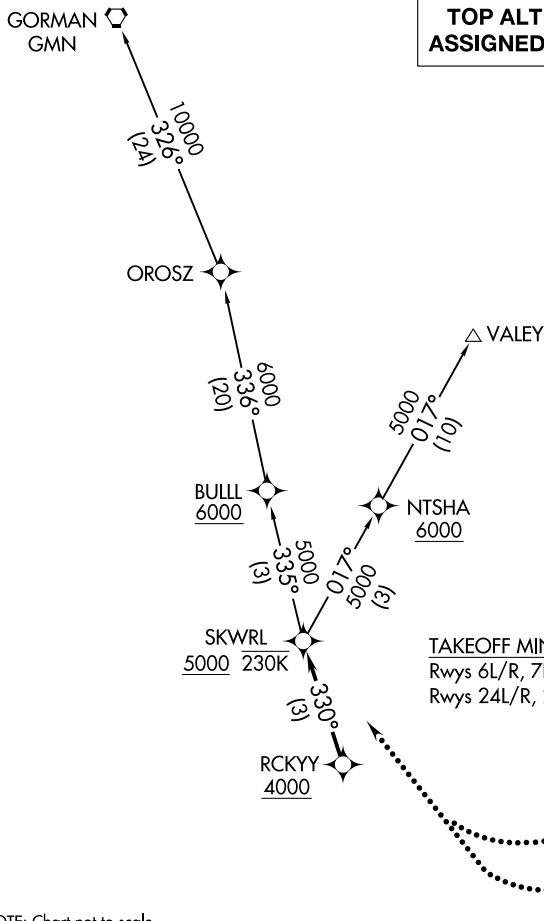 GORMAN
GMN
TOP ALT
ASSIGNED
10000
326°
(24)
OROSZ
VALEY
6000
336°
(20)
5000
017°
(10)
BULLL
6000
NTSHA
6000
5000
335°
(3)
017°
5000
(3)
SKWRL
5000 230K
TAKEOFF MIN
Rwys 6L/R, 7
Rwys 24L/R,
330°
(3)
RCKYY
4000
OTE: Chart not to scale